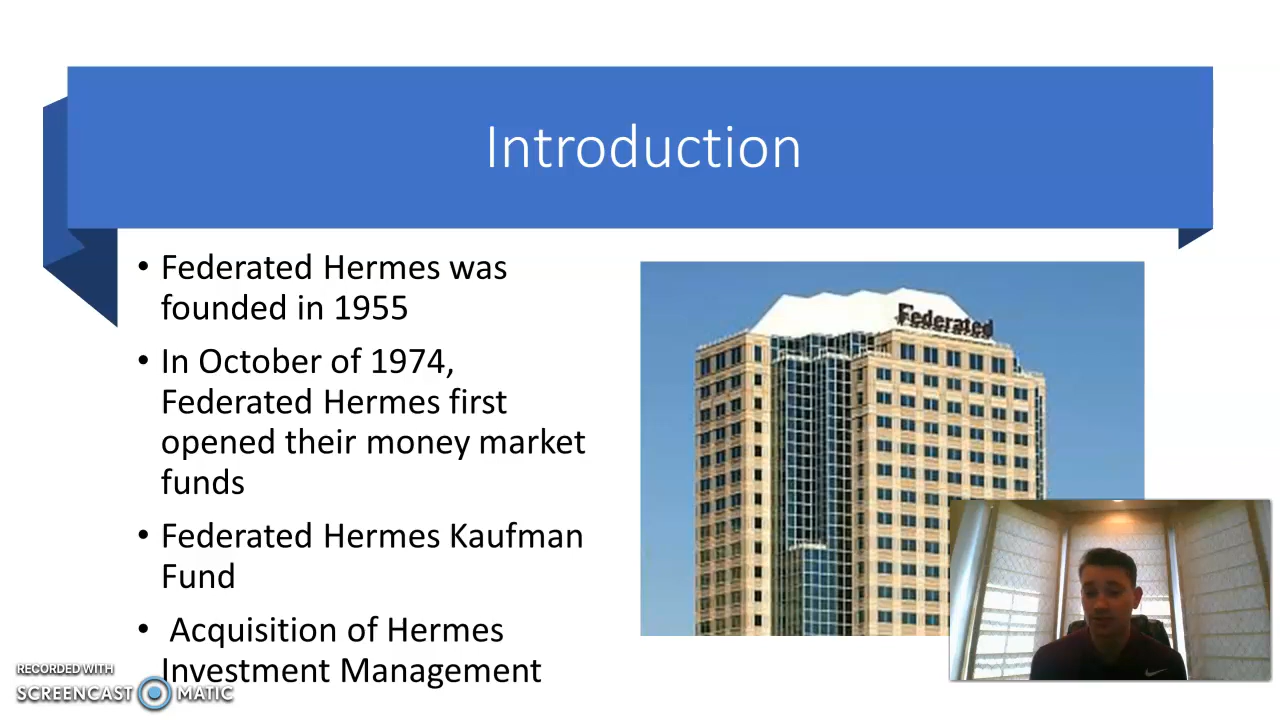 Introduction
• Federated Hermes was
founded in 1955
• In October of 1974,
Federated Hermes first
opened their money market
funds
• Federated Hermes Kaufman
Fund
• Acquisition of Hermes
Investment Management
Federated
RECORDED WITH
SCREENCAST MATIC